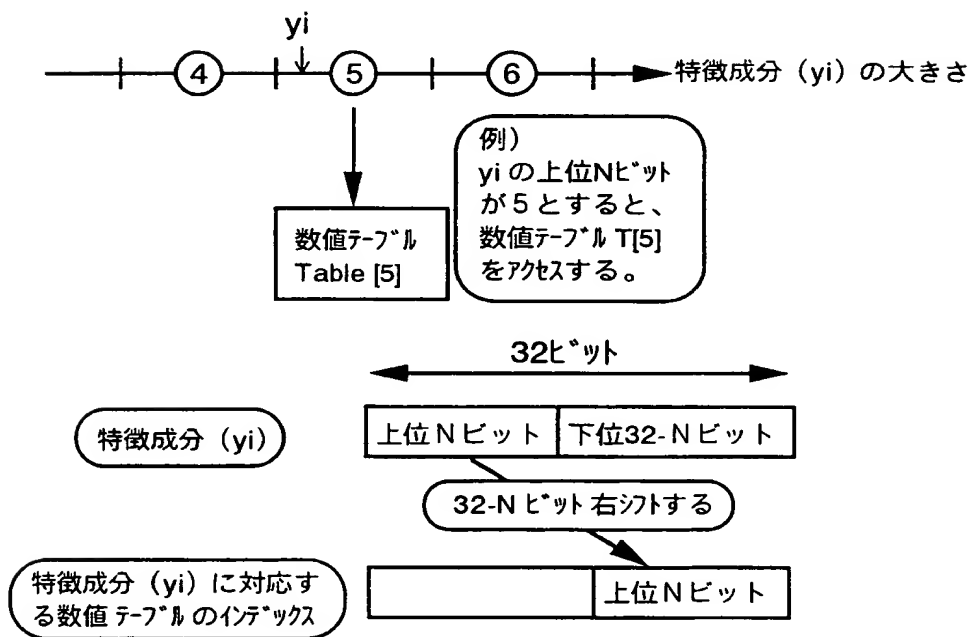 yi
④ ⑤ ⑥ 特徴成分（yi）の大きさ
例）
yi の上位Nﾋﾞｯﾄ
が５とすると、
数値ﾃｰﾌﾞﾙ T[5]
をｱｸｾｽする。
数値ﾃｰﾌﾞﾙ
Table [5]
32ﾋﾞｯﾄ
特徴成分（yi）
上位Ｎビット
下位32-Ｎビット
32-N ﾋﾞｯﾄ 右ｼﾌﾄする
特徴成分（yi）に対応す
る数値 ﾃｰﾌﾞﾙ のｲﾝﾃﾞｯｸｽ
上位Ｎビット